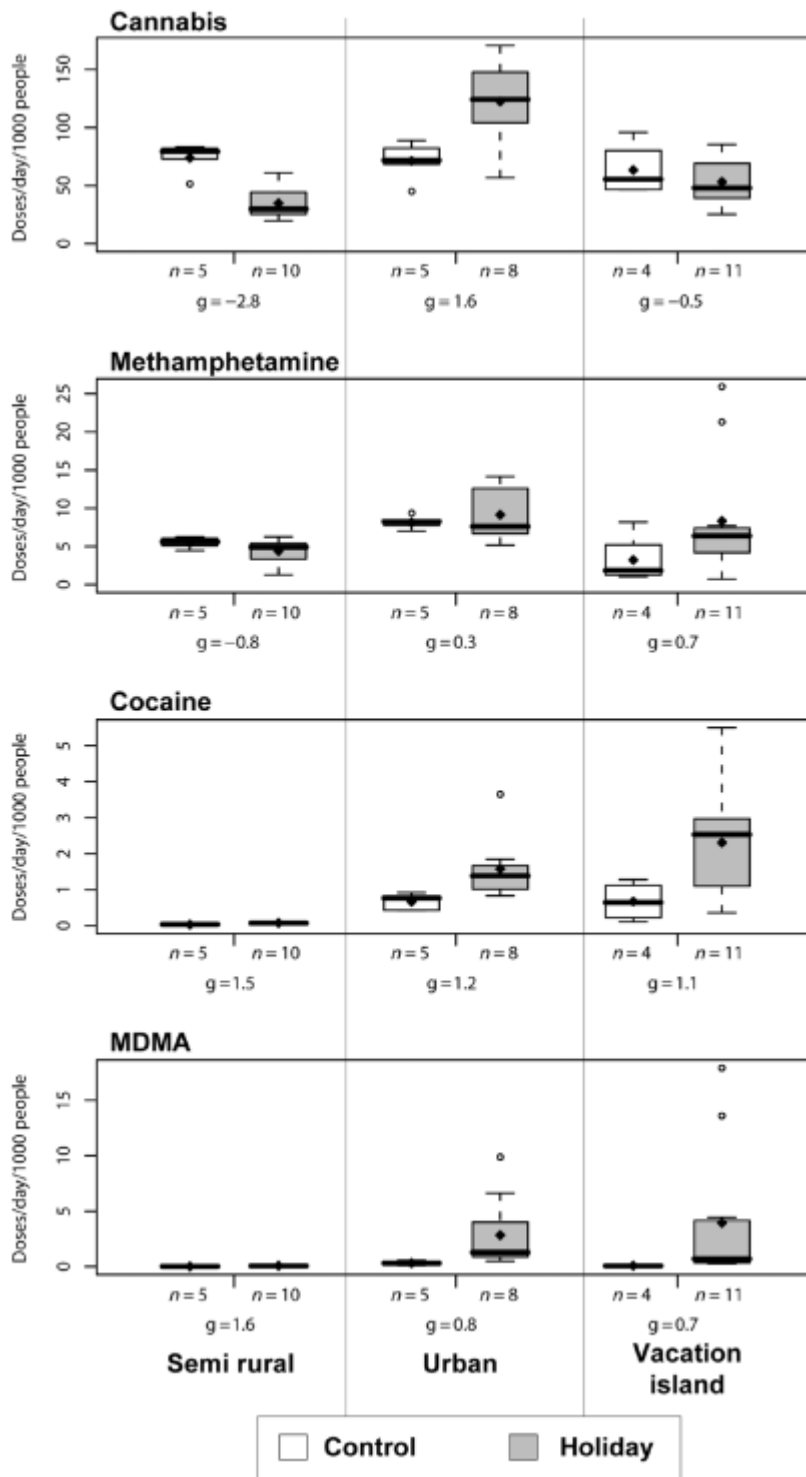 Cannabis
Doses/day/1000 people
150
100
50
0
n = 5 n = 10 n = 5 n = 8 n = 4 n = 11
g = −2.8 g = 1.6 g = −0.5
Methamphetamine
Doses/day/1000 people
25
20
15
10
5
0
n = 5 n = 10 n = 5 n = 8 n = 4 n = 11
g = −0.8 g = 0.3 g = 0.7
Cocaine
Doses/day/1000 people
5
4
3
2
1
0
n = 5 n = 10 n = 5 n = 8 n = 4 n = 11
g = 1.5 g = 1.2 g = 1.1
MDMA
Doses/day/1000 people
15
10
5
0
n = 5 n = 10 n = 5 n = 8 n = 4 n = 11
g = 1.6 g = 0.8 g = 0.7
Semi rural Urban Vacation
island
Control Holiday